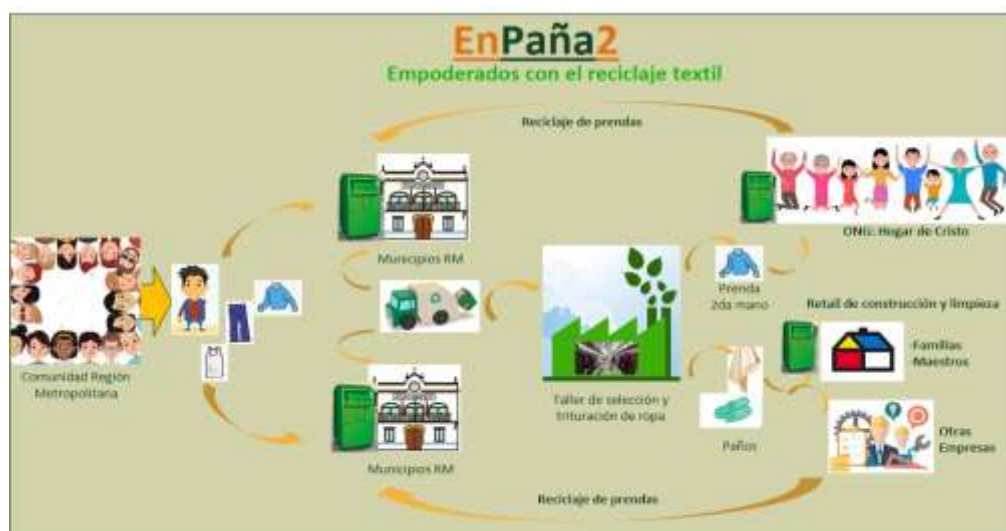 EnPaña2
Empoderados con el reciclaje textil
Reciclaje de prendas
ONG: Hogar de Cristo
Municipios RM
Prenda
2da mano
Retail de construcción y limpieza
-Familias
-Maestros
Comunidad Región
Metropolitana
Taller de selección y
trituración de ropa
Paños
Otras
Empresas
Municipios RM
Reciclaje de prendas